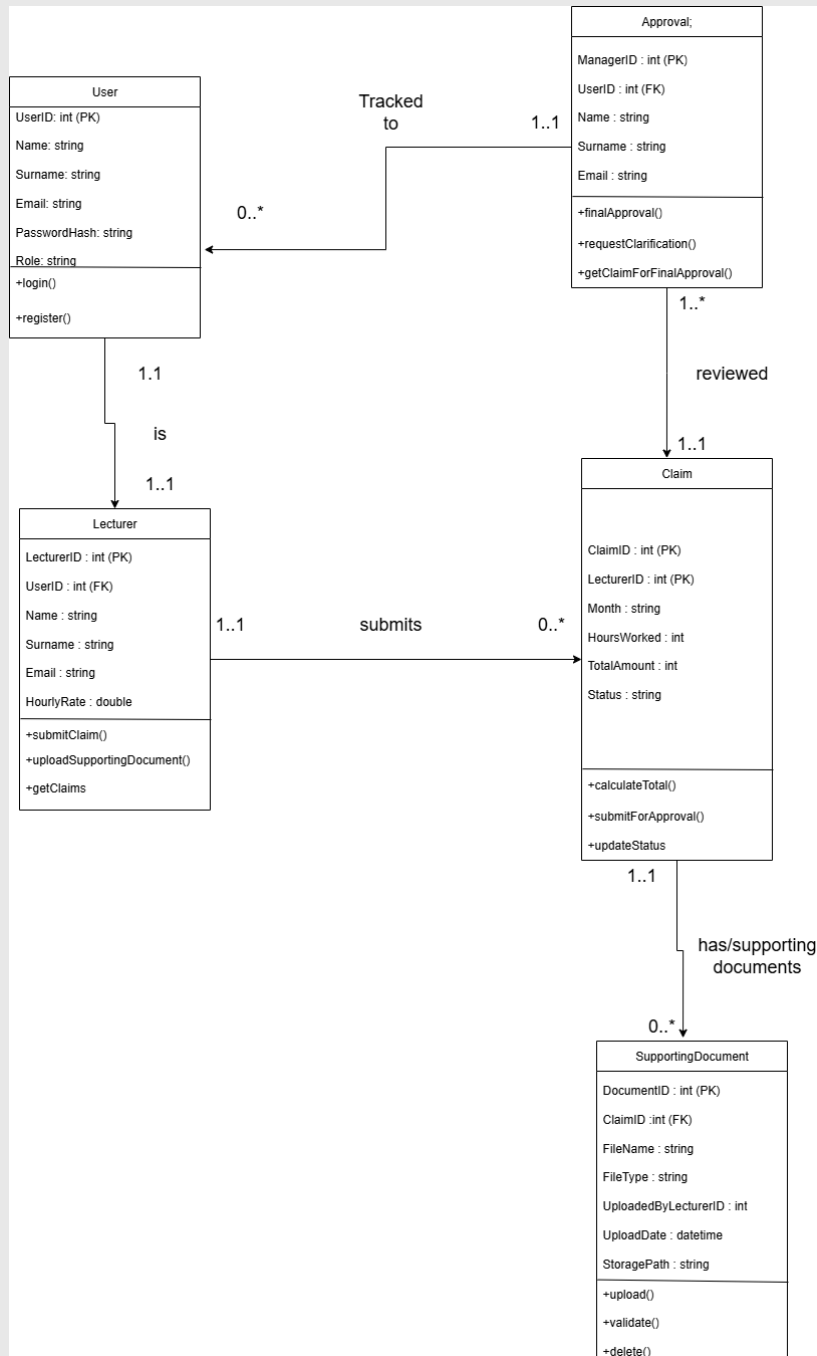 Approval;
ManagerID : int (PK)
UserID : int (FK)
Name : string
Surname : string
Email : string
+finalApproval()
+requestClarification()
+getClaimForFinalApproval()
User
UserID: int (PK)
Name: string
Surname: string
Email: string
PasswordHash: string
Role: string
+login()
+register()
Tracked
to
1..1
0..*
1..*
reviewed
1..1
1.1
is
1..1
Lecturer
LecturerID : int (PK)
UserID : int (FK)
Name : string
Surname : string
Email : string
HourlyRate : double
+submitClaim()
+uploadSupportingDocument()
+getClaims
1..1
submits
0..*
Claim
ClaimID : int (PK)
LecturerID : int (PK)
Month : string
HoursWorked : int
TotalAmount : int
Status : string
+calculateTotal()
+submitForApproval()
+updateStatus
1..1
has/supporting
documents
0..*
SupportingDocument
DocumentID : int (PK)
ClaimID :int (FK)
FileName : string
FileType : string
UploadedByLecturerID : int
UploadDate : datetime
StoragePath : string
+upload()
+validate()
+delete()